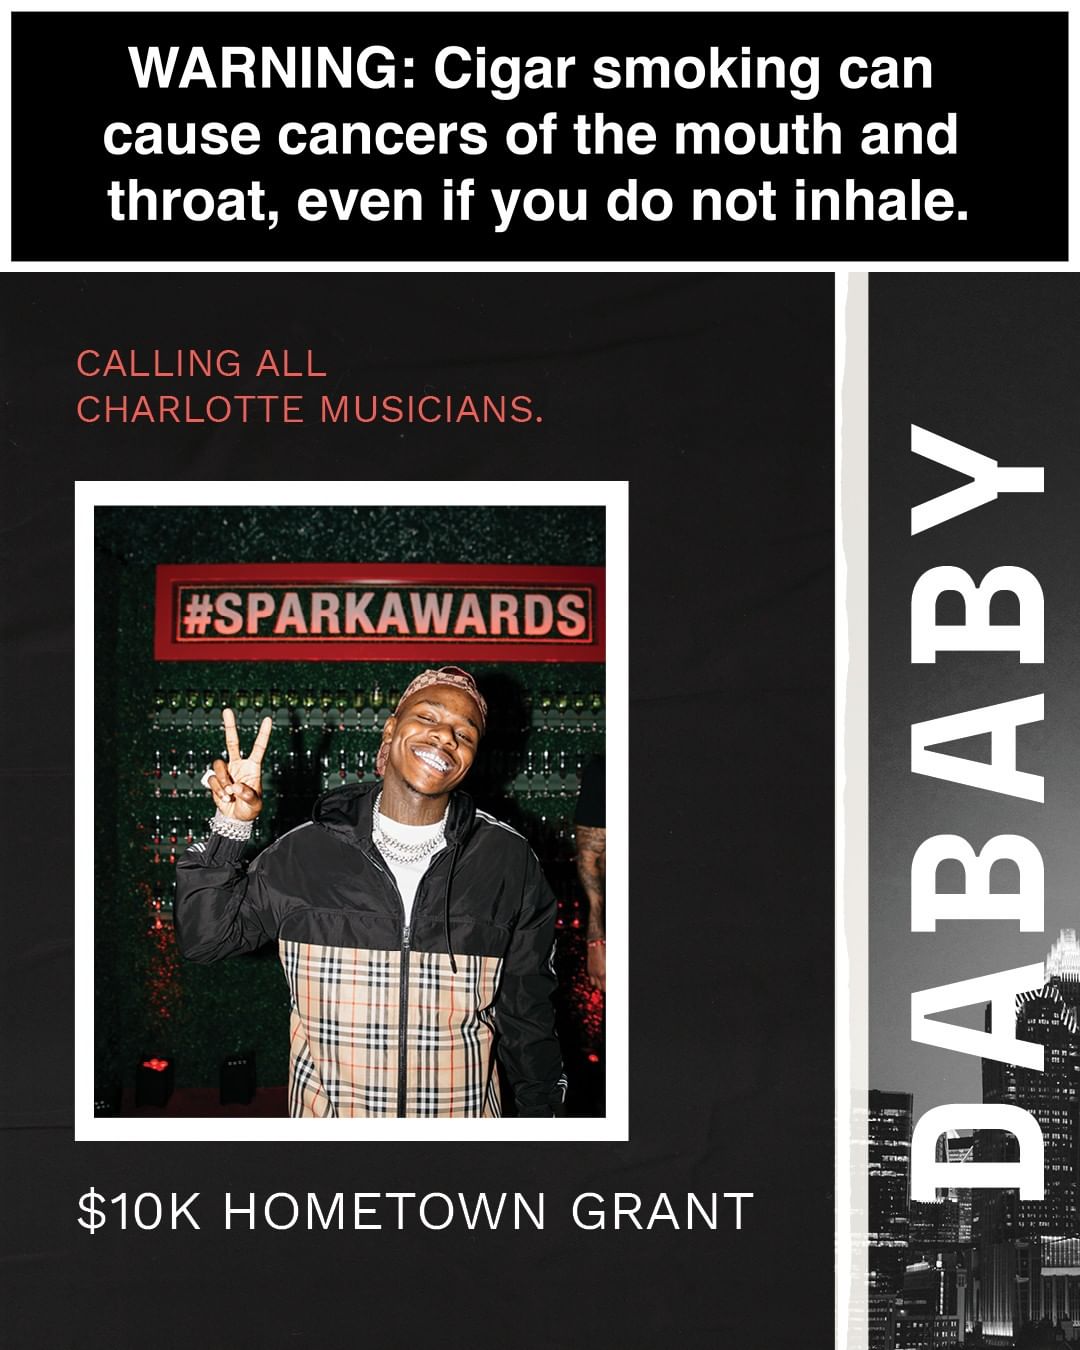 WARNING: Cigar smoking can
cause cancers of the mouth and
throat, even if you do not inhale.
CALLING ALL
CHARLOTTE MUSICIANS.
#SPARKAWARDS
$10K HOMETOWN GRANT
DABABY